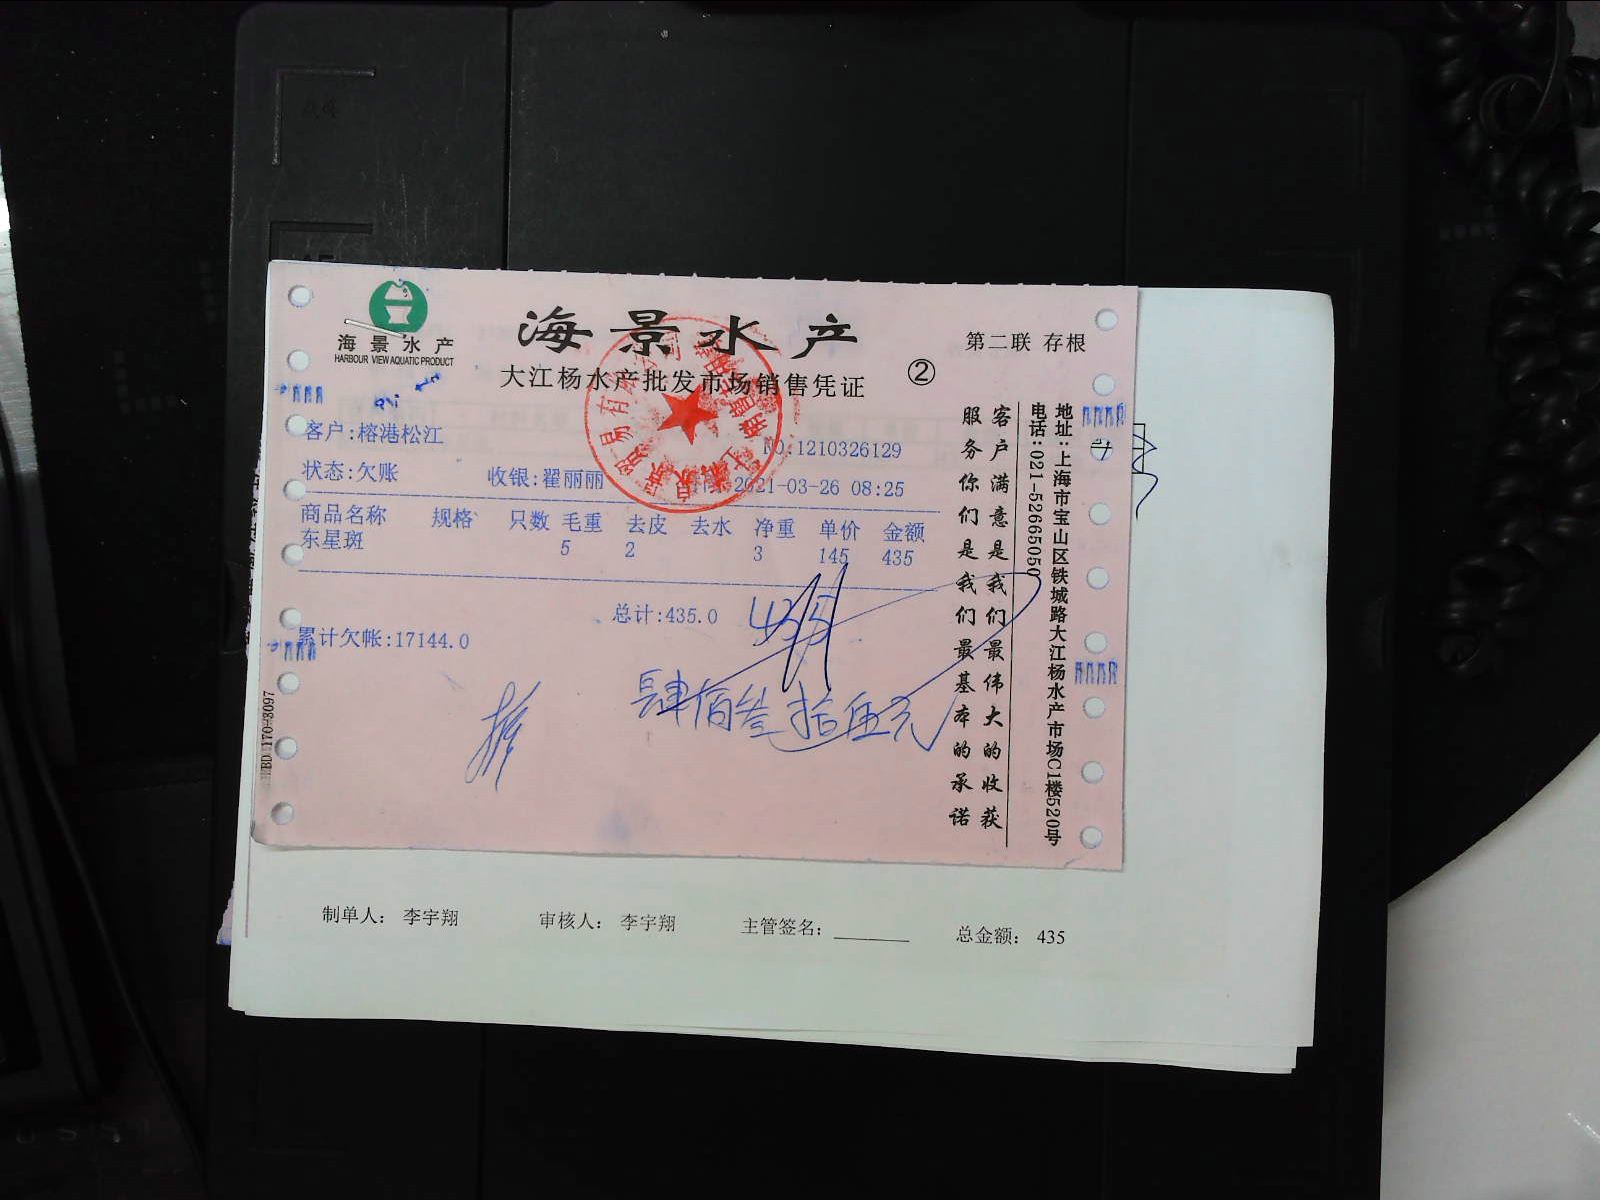 海景水产
HARBOUR VIEW AQUATIC PRODUCT
海景水产
大江杨水产批发市场销售凭证
②
第二联 存根
客户:榕港松江
NO:1210326129
状态:欠账
收银:翟丽丽
2021-03-26 08:25
商品名称 规格 只数 毛重 去皮 去水 净重 单价 金额
东星斑 5 2 3 145 435
总计:435.0
435
累计欠帐:17144.0
肆佰叁拾伍元
客户满意是我们最伟大的收获
服务你们是我们最基本的承诺
地址:上海市宝山区铁城路大江杨水产市场C1楼520号
电话:021-52665050
制单人: 李宇翔 审核人: 李宇翔 主管签名: 总金额: 435